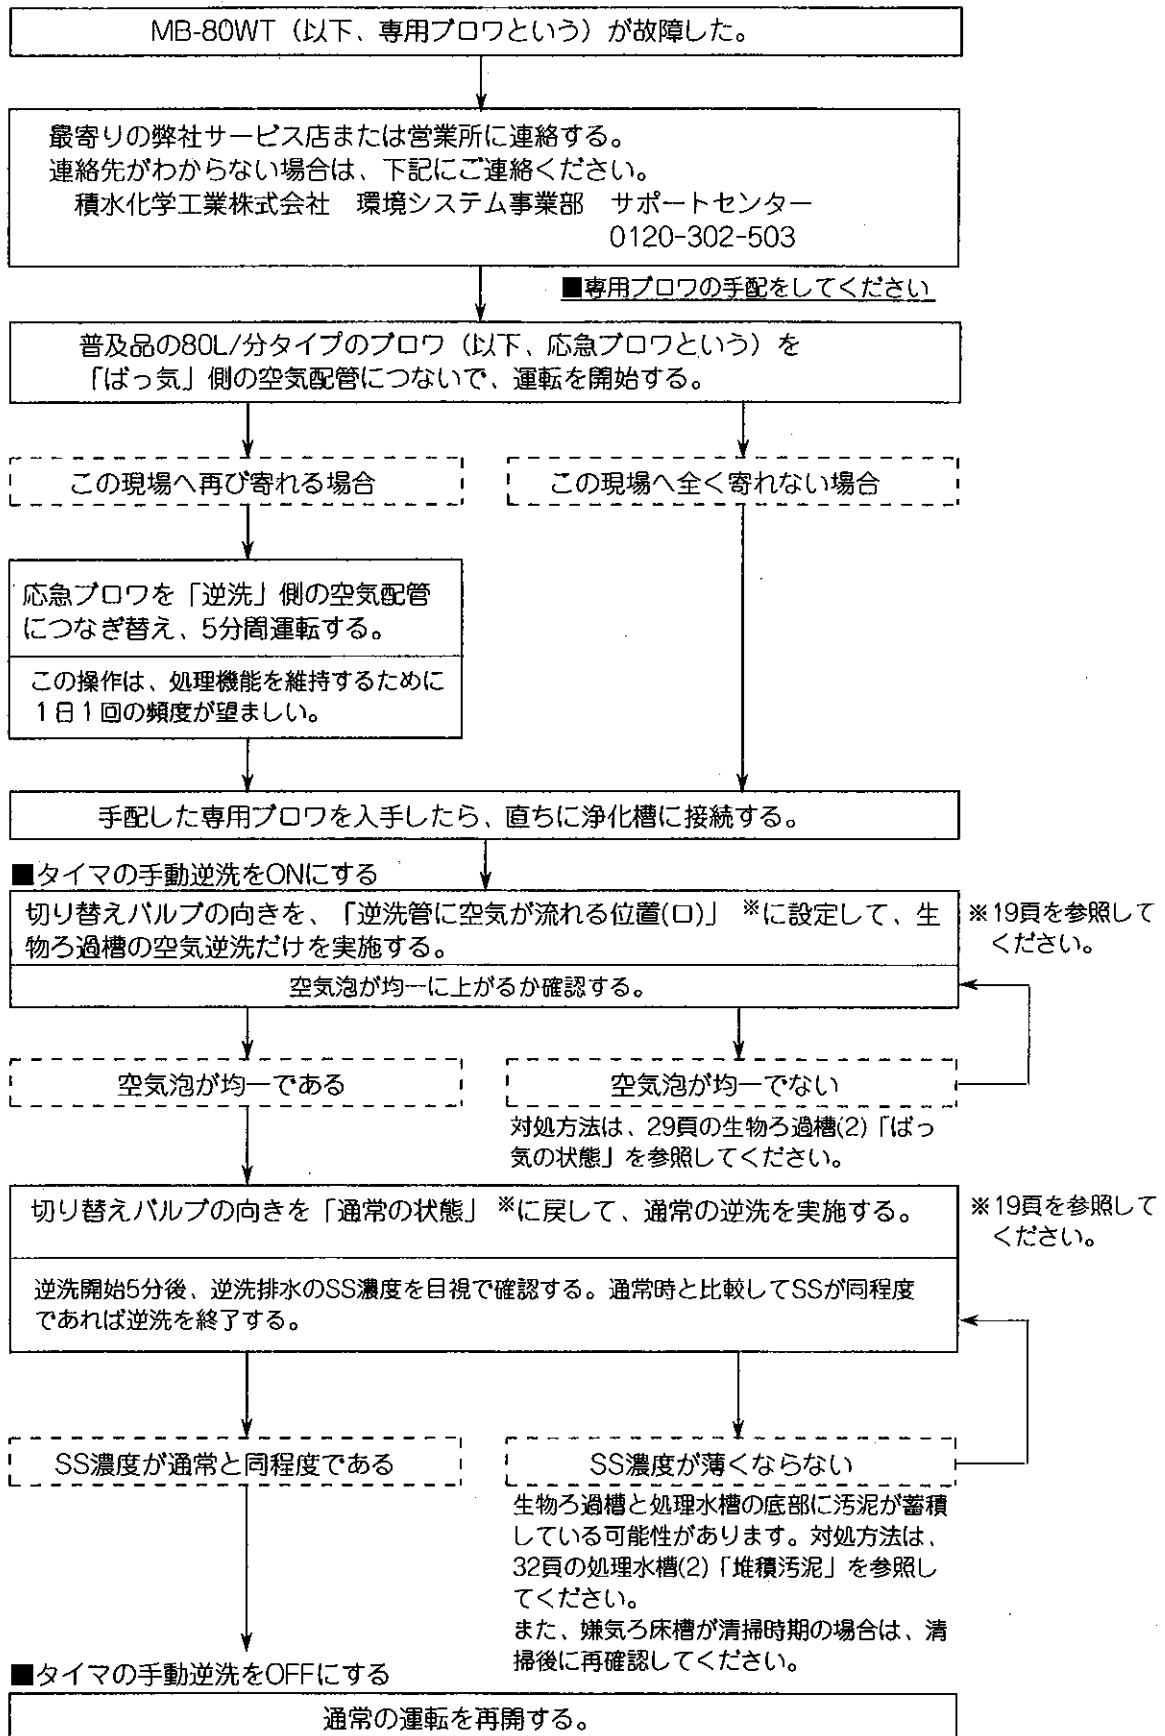 MB-80WT（以下、専用ブロワという）が故障した。
最寄りの弊社サービス店または営業所に連絡する。
連絡先がわからない場合は、下記にご連絡ください。
積水化学工業株式会社　環境システム事業部　サポートセンター
0120-302-503
■専用ブロワの手配をしてください
普及品の80L/分タイプのブロワ（以下、応急ブロワという）を
「ばっ気」側の空気配管につないで、運転を開始する。
この現場へ再び寄れる場合
この現場へ全く寄れない場合
応急ブロワを「逆洗」側の空気配管
につなぎ替え、5分間運転する。
この操作は、処理機能を維持するために
1日1回の頻度が望ましい。
手配した専用ブロワを入手したら、直ちに浄化槽に接続する。
■タイマの手動逆洗をONにする
切り替えバルブの向きを、「逆洗管に空気が流れる位置(ロ)」※に設定して、生
物ろ過槽の空気逆洗だけを実施する。
※19頁を参照して
ください。
空気泡が均一に上がるか確認する。
空気泡が均一である
空気泡が均一でない
対処方法は、29頁の生物ろ過槽(2)「ばっ
気の状態」を参照してください。
切り替えバルブの向きを「通常の状態」※に戻して、通常の逆洗を実施する。
※19頁を参照して
ください。
逆洗開始5分後、逆洗排水のSS濃度を目視で確認する。通常時と比較してSSが同程度
であれば逆洗を終了する。
SS濃度が通常と同程度である
SS濃度が薄くならない
生物ろ過槽と処理水槽の底部に汚泥が蓄積
している可能性があります。対処方法は、
32頁の処理水槽(2)「堆積汚泥」を参照し
てください。
また、嫌気ろ床槽が清掃時期の場合は、清
掃後に再確認してください。
■タイマの手動逆洗をOFFにする
通常の運転を再開する。